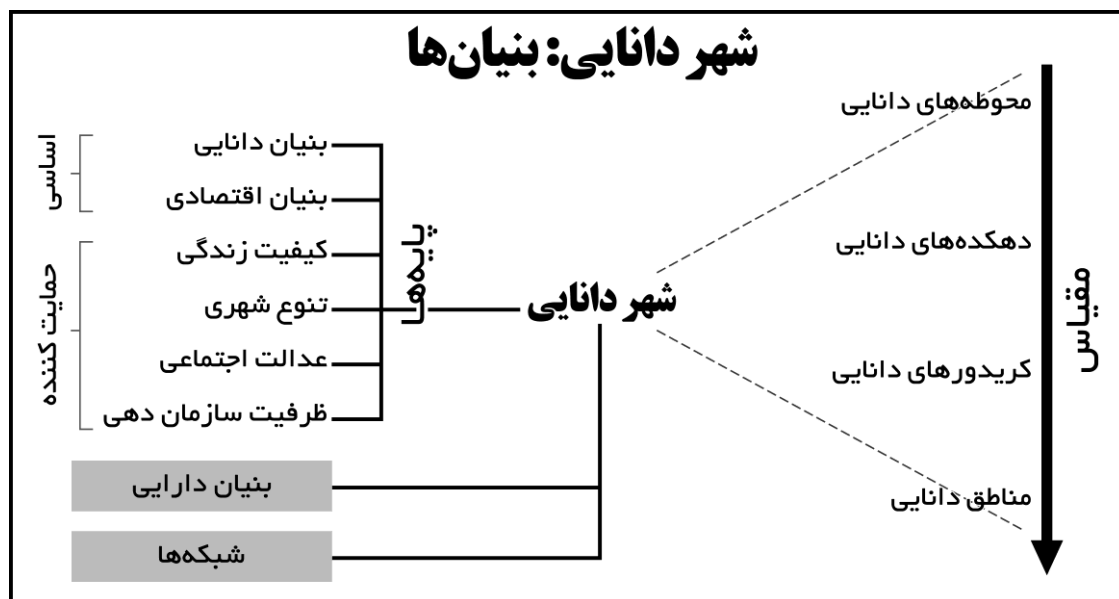 شهر دانایی: بنیان‌ها
محوطه‌های دانایی
دهکده‌های دانایی
کریدورهای دانایی
مناطق دانایی
مقیاس
شهر دانایی
پایه‌ها
بنیان دانایی
بنیان اقتصادی
کیفیت زندگی
تنوع شهری
عدالت اجتماعی
ظرفیت سازمان دهی
اساسی
حمایت کننده
بنیان دارایی
شبکه‌ها